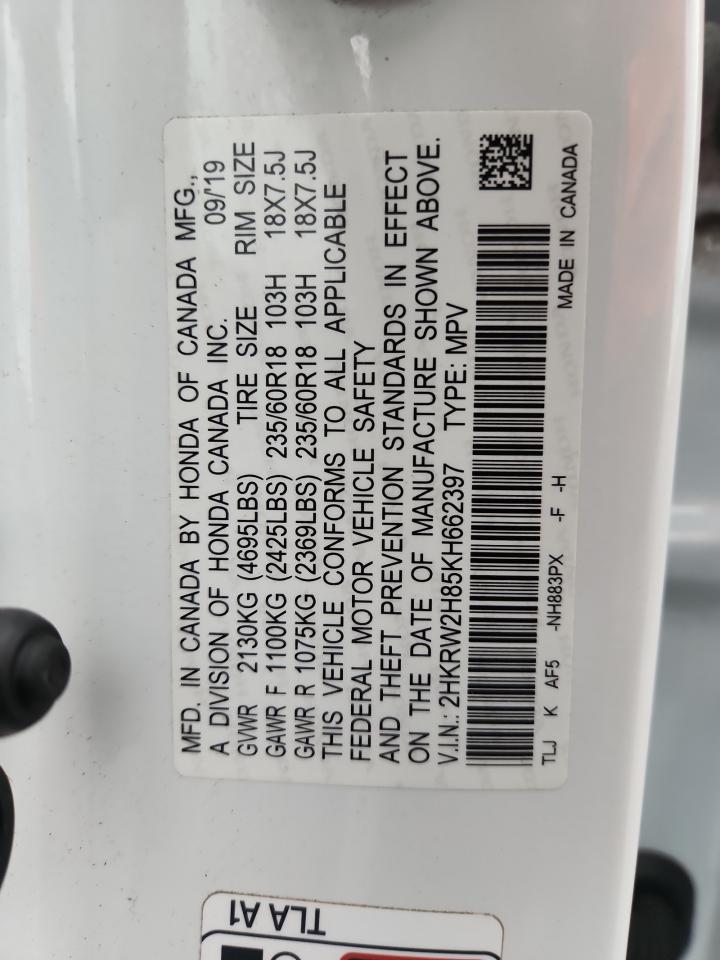 MFD. IN CANADA BY HONDA OF CANADA MFG.,
A DIVISION OF HONDA CANADA INC. 09/'19
GVWR 2130KG (4695LBS) TIRE SIZE RIM SIZE
GAWR F 1100KG (2425LBS) 235/60R18 103H 18X7.5J
GAWR R 1075KG (2369LBS) 235/60R18 103H 18X7.5J
THIS VEHICLE CONFORMS TO ALL APPLICABLE
FEDERAL MOTOR VEHICLE SAFETY
AND THEFT PREVENTION STANDARDS IN EFFECT
ON THE DATE OF MANUFACTURE SHOWN ABOVE.
V.I.N.: 2HKRW2H85KH662397 TYPE: MPV
TLJ K AF5 -NH883PX -F -H
MADE IN CANADA
TLA A1